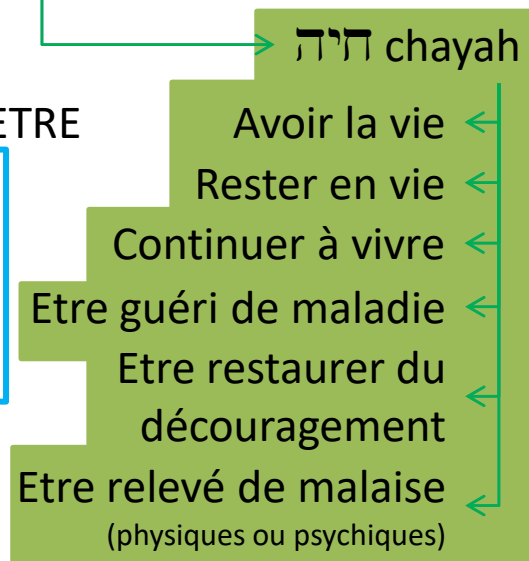 חיה chayah
ETRE
Avoir la vie
Rester en vie
Continuer à vivre
Etre guéri de maladie
Etre restaurer du
découragement
Etre relevé de malaise
(physiques ou psychiques)